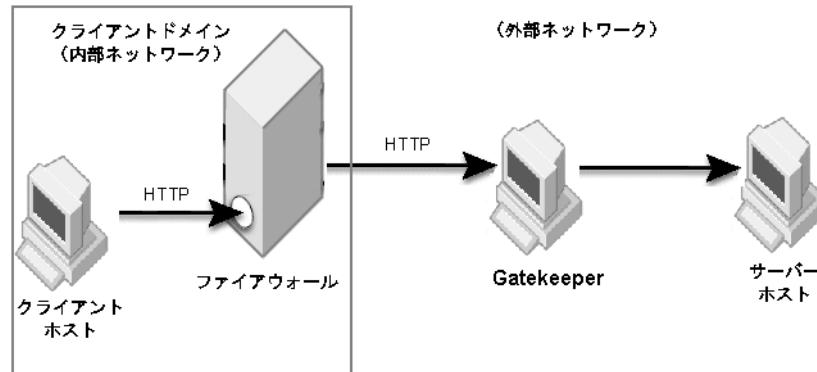 クライアントドメイン
（内部ネットワーク）
（外部ネットワーク）
HTTP
HTTP
クライアント
ホスト
ファイアウォール
Gatekeeper
サーバー
ホスト